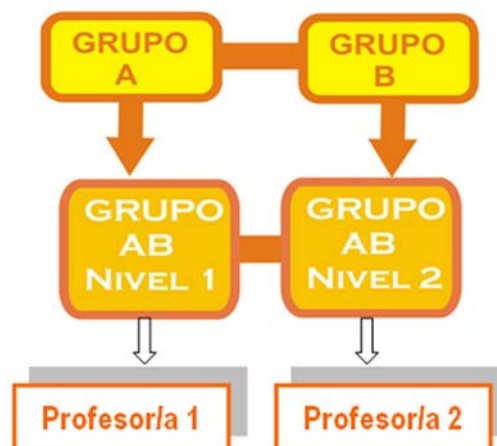 GRUPO
A
GRUPO
B
GRUPO
AB
NIVEL 1
GRUPO
AB
NIVEL 2
Profesor/a 1
Profesor/a 2